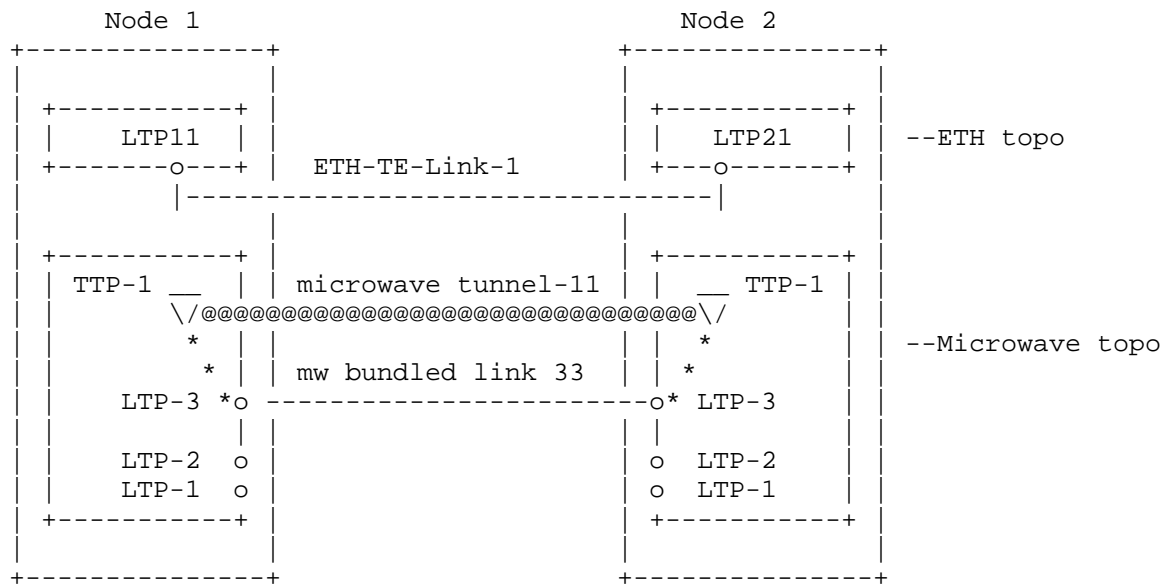 Node 1 Node 2
LTP11 LTP21 --ETH topo
ETH-TE-Link-1
TTP-1 microwave tunnel-11 TTP-1
--Microwave topo
mw bundled link 33
LTP-3 LTP-3
LTP-2 LTP-2
LTP-1 LTP-1